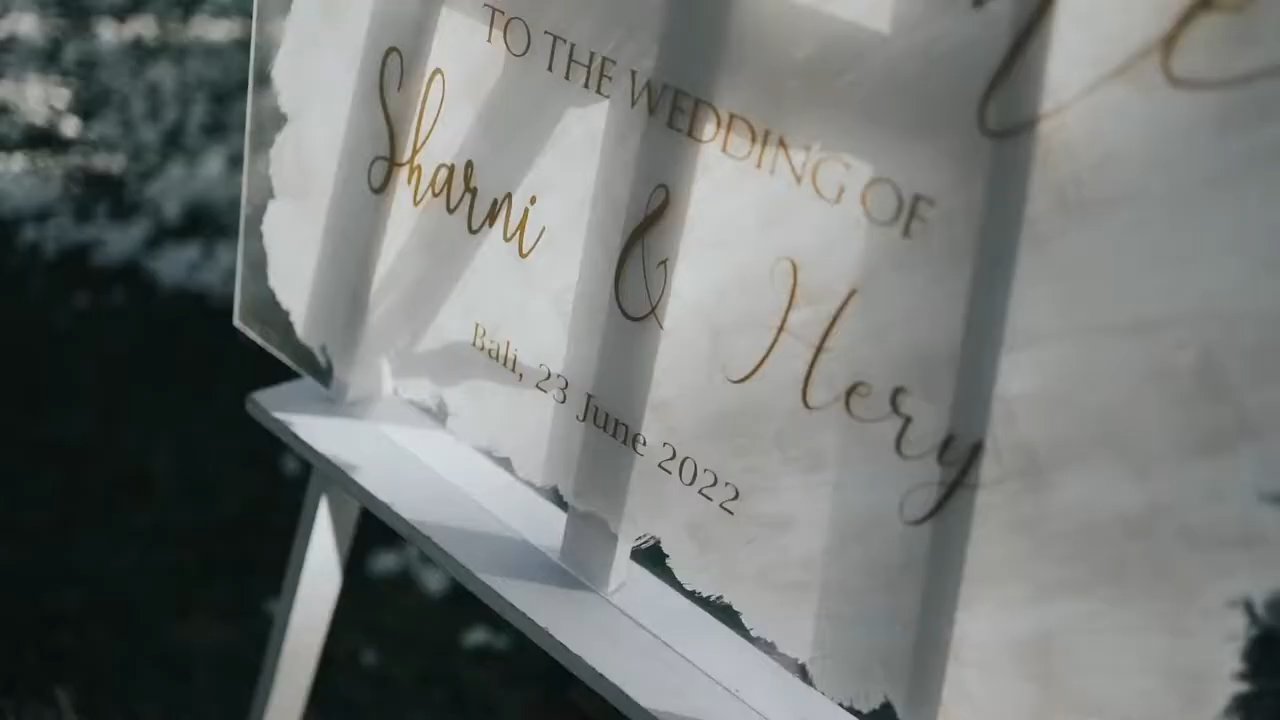 TO THE WEDDING OF
Sharni & Hery
Bali, 23 June 2022